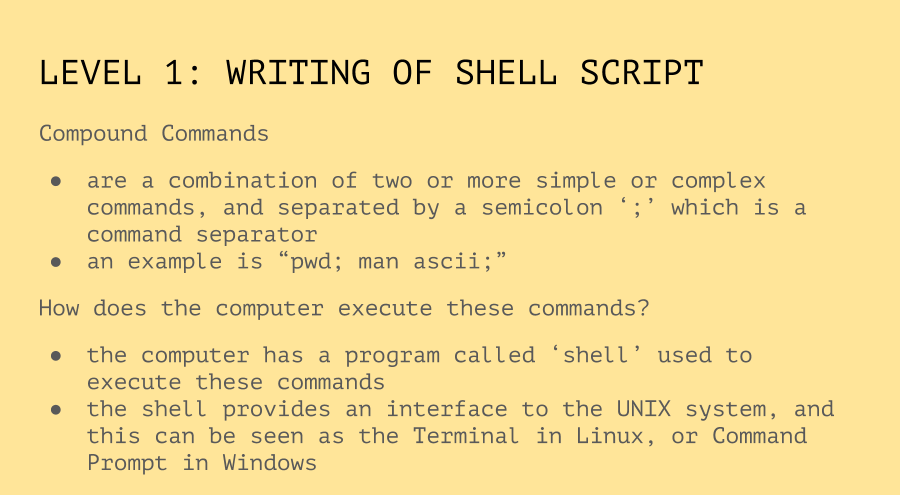 LEVEL 1: WRITING OF SHELL SCRIPT
Compound Commands
● are a combination of two or more simple or complex
commands, and separated by a semicolon ‘;’ which is a
command separator
● an example is “pwd; man ascii;”
How does the computer execute these commands?
● the computer has a program called ‘shell’ used to
execute these commands
● the shell provides an interface to the UNIX system, and
this can be seen as the Terminal in Linux, or Command
Prompt in Windows